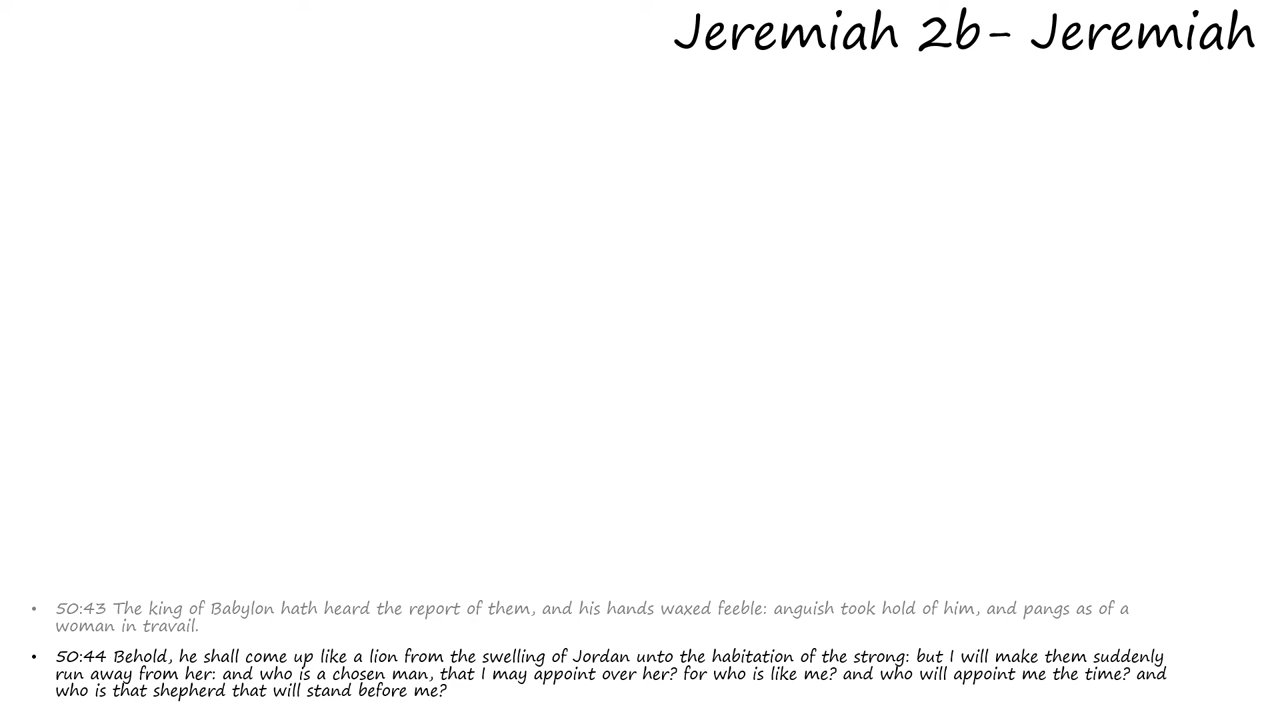 Jeremiah 2b- Jeremiah
• 50:43 The king of Babylon hath heard the report of them, and his hands waxed feeble: anguish took hold of him, and pangs as of a
woman in travail.
• 50:44 Behold, he shall come up like a lion from the swelling of Jordan unto the habitation of the strong: but I will make them suddenly
run away from her: and who is a chosen man, that I may appoint over her? for who is like me? and who will appoint me the time? and
who is that shepherd that will stand before me?